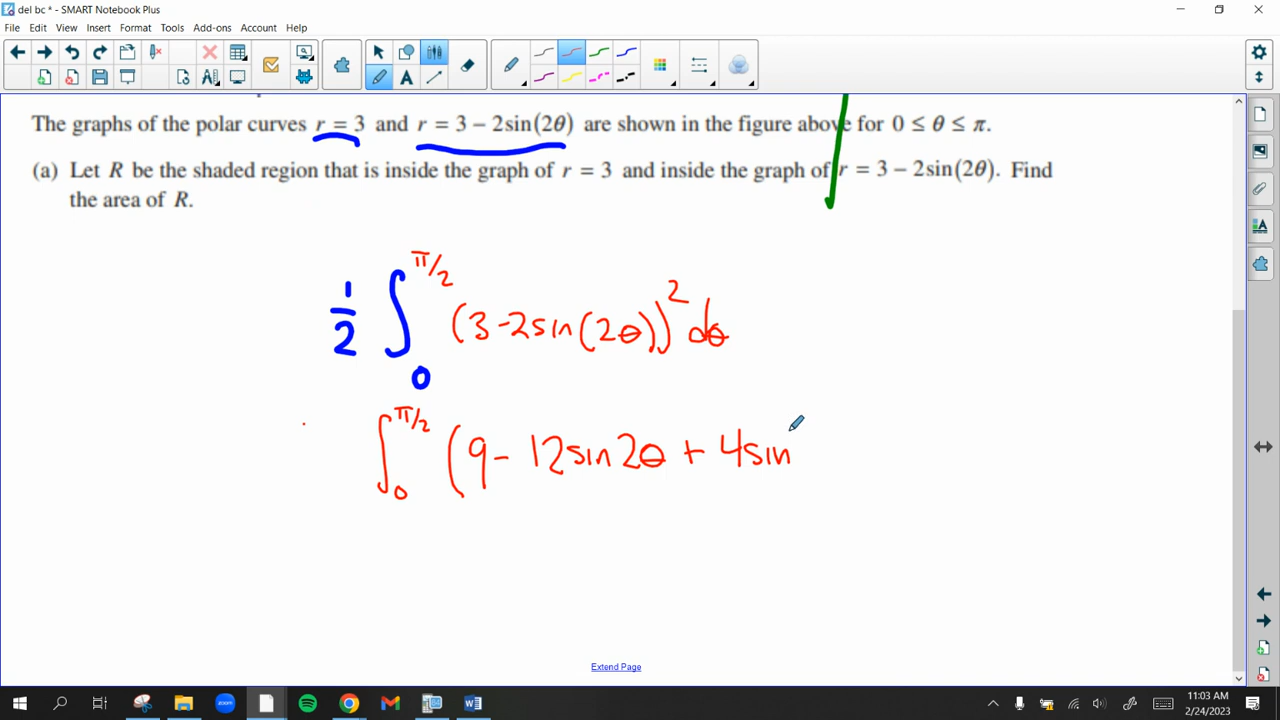 del bc * - SMART Notebook Plus
File Edit View Insert Format Tools Add-ons Account Help
The graphs of the polar curves r = 3 and r = 3 − 2sin(2θ) are shown in the figure above for 0 ≤ θ ≤ π.
(a) Let R be the shaded region that is inside the graph of r = 3 and inside the graph of r = 3 − 2sin(2θ). Find
the area of R.
1/2 ∫₀^π/2 (3-2sin(2θ))² dθ
∫₀^π/2 (9 - 12sin2θ + 4sin
Extend Page
11:03 AM
2/24/2023